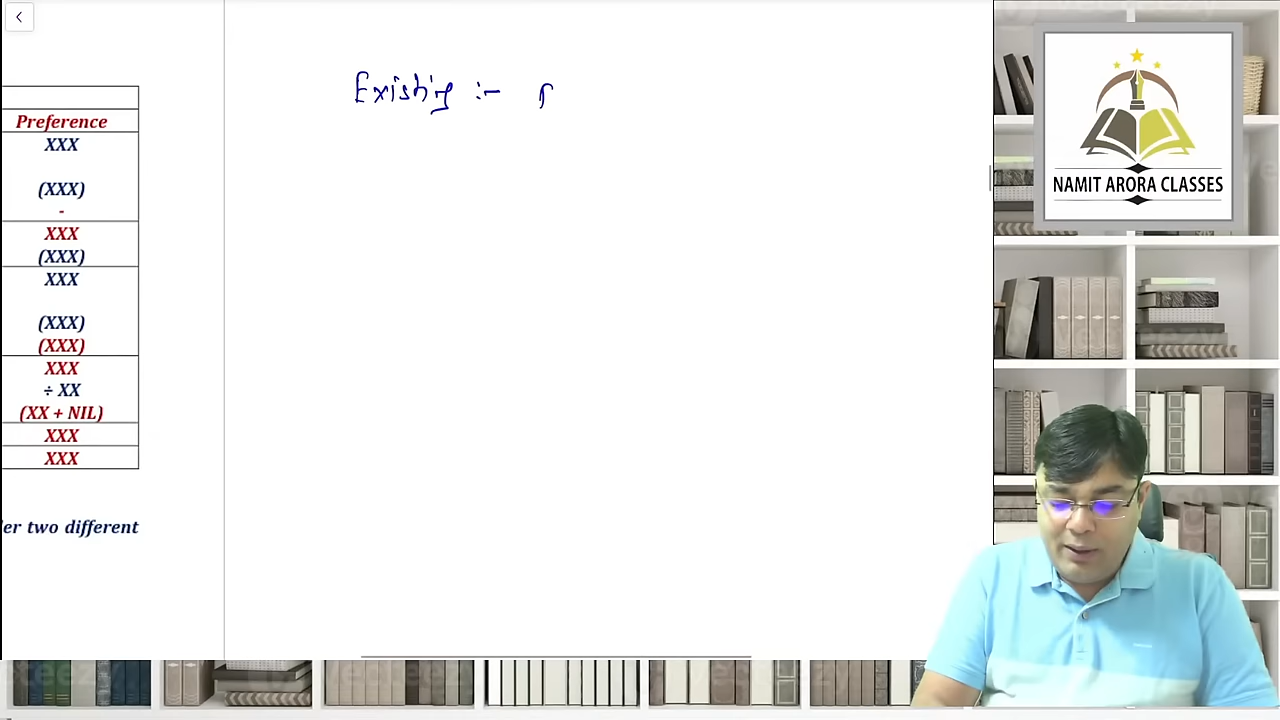 Existing :-
Preference
XXX
(XXX)
-
XXX
(XXX)
XXX
(XXX)
(XXX)
XXX
÷ XX
(XX + NIL)
XXX
XXX
er two different
NAMIT ARORA CLASSES